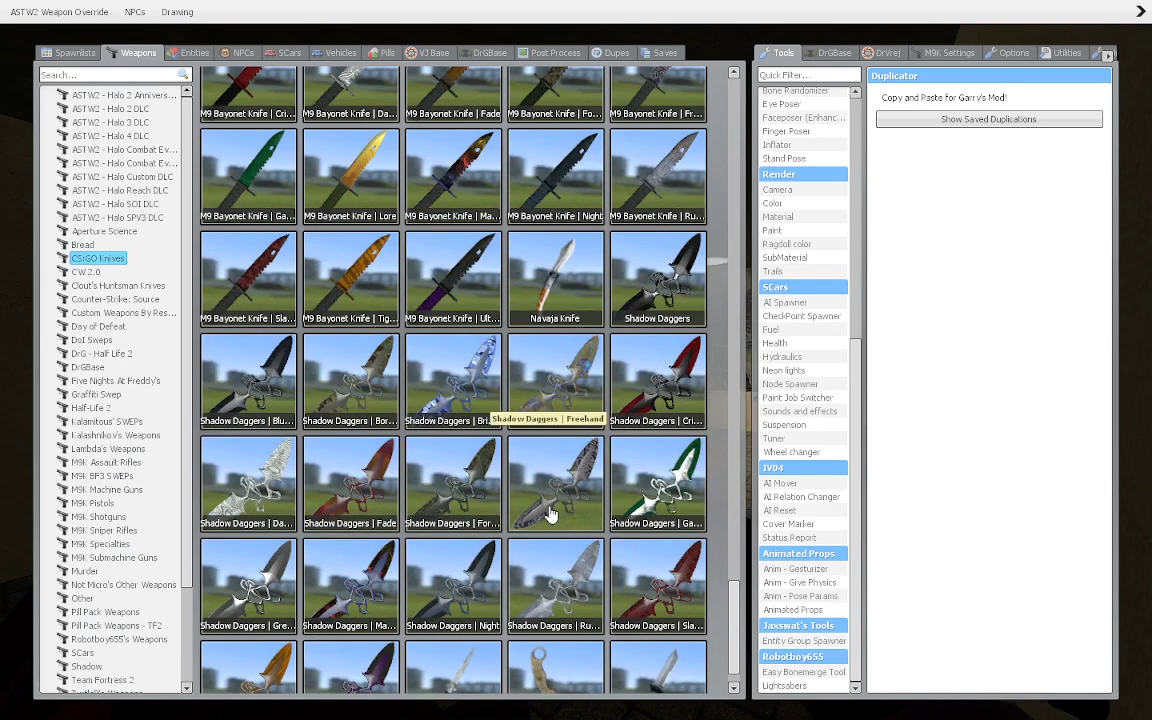 ASTW2 Weapon Override NPCs Drawing
Spawnlists Weapons Entities NPCs SCars Vehicles Pills VJ Base DrGBase Post Process Dupes Saves
Search...
ASTW2 - Halo 2 Annivers...
ASTW2 - Halo 2 DLC
ASTW2 - Halo 3 DLC
ASTW2 - Halo 4 DLC
ASTW2 - Halo Combat Ev...
ASTW2 - Halo Combat Ev...
ASTW2 - Halo Custom DLC
ASTW2 - Halo Reach DLC
ASTW2 - Halo SOI DLC
ASTW2 - Halo SPV3 DLC
Aperture Science
Bread
CS:GO Knives
CW 2.0
Clout's Huntsman Knives
Counter-Strike: Source
Custom Weapons By Res...
Day of Defeat
DoI Sweps
DrG - Half Life 2
DrGBase
Five Nights At Freddy's
Graffiti Swep
Half-Life 2
Kalamitous' SWEPs
Kalashnikov's Weapons
Lambda's Weapons
M9K Assault Rifles
M9K BF3 SWEPs
M9K Machine Guns
M9K Pistols
M9K Shotguns
M9K Sniper Rifles
M9K Specialties
M9K Submachine Guns
Murder
Not Micro's Other Weapons
Other
Pill Pack Weapons
Pill Pack Weapons - TF2
Robotboy655's Weapons
SCars
Shadow
Team Fortress 2
M9 Bayonet Knife | Cri... M9 Bayonet Knife | Da... M9 Bayonet Knife | Fade M9 Bayonet Knife | Fo... M9 Bayonet Knife | Fr...
M9 Bayonet Knife | Ga... M9 Bayonet Knife | Lore M9 Bayonet Knife | Ma... M9 Bayonet Knife | Night M9 Bayonet Knife | Ru...
M9 Bayonet Knife | Sla... M9 Bayonet Knife | Tig... M9 Bayonet Knife | Ult... Navaja Knife Shadow Daggers
Shadow Daggers | Blu... Shadow Daggers | Bor... Shadow Daggers | Bri... Shadow Daggers | Freehand Shadow Daggers | Cri...
Shadow Daggers | Da... Shadow Daggers | Fade Shadow Daggers | For... Shadow Daggers | Ga...
Shadow Daggers | Gre... Shadow Daggers | Ma... Shadow Daggers | Night Shadow Daggers | Ru... Shadow Daggers | Sla...
Tools DrGBase DrVrej M9K Settings Options Utilities
Quick Filter...
Bone Randomizer
Eye Poser
Faceposer (Enhanc...
Finger Poser
Inflator
Stand Pose
Render
Camera
Color
Material
Paint
Ragdoll color
SubMaterial
Trails
SCars
AI Spawner
CheckPoint Spawner
Fuel
Health
Hydraulics
Neon lights
Node Spawner
Paint Job Switcher
Sounds and effects
Suspension
Tuner
Wheel changer
IV04
AI Mover
AI Relation Changer
AI Reset
Cover Marker
Status Report
Animated Props
Anim - Gesturizer
Anim - Give Physics
Anim - Pose Params
Animated Props
Jaxswat's Tools
Entity Group Spawner
Robotboy655
Easy Bonemerge Tool
Lightsabers
Duplicator
Copy and Paste for Garry's Mod!
Show Saved Duplications